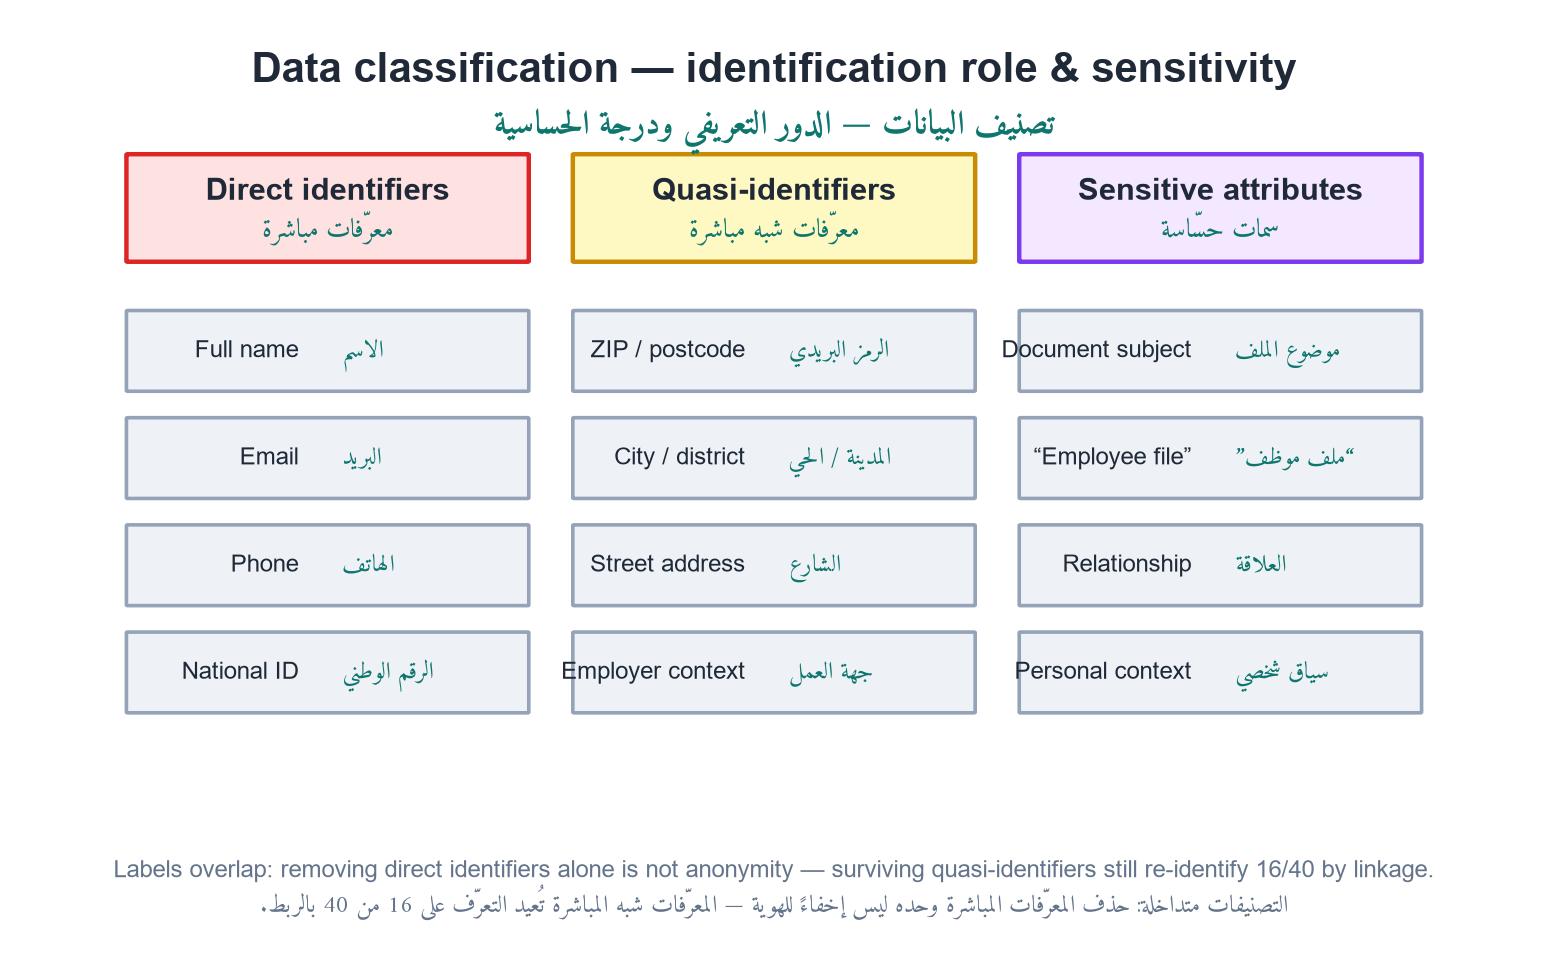 Data classification — identification role & sensitivity
تصنيف البيانات — الدور التعريفي ودرجة الحساسية
Direct identifiers
معرّفات مباشرة
Full name الاسم
Email البريد
Phone الهاتف
National ID الرقم الوطني
Quasi-identifiers
معرّفات شبه مباشرة
ZIP / postcode الرمز البريدي
City / district المدينة / الحي
Street address الشارع
Employer context جهة العمل
Sensitive attributes
سمات حسّاسة
Document subject موضوع الملف
“Employee file” “ملف موظف”
Relationship العلاقة
Personal context سياق شخصي
Labels overlap: removing direct identifiers alone is not anonymity — surviving quasi-identifiers still re-identify 16/40 by linkage.
التصنيفات متداخلة: حذف المعرّفات المباشرة وحده ليس إخفاءً للهوية — المعرّفات شبه المباشرة تُعيد التعرّف على 16 من 40 بالربط.